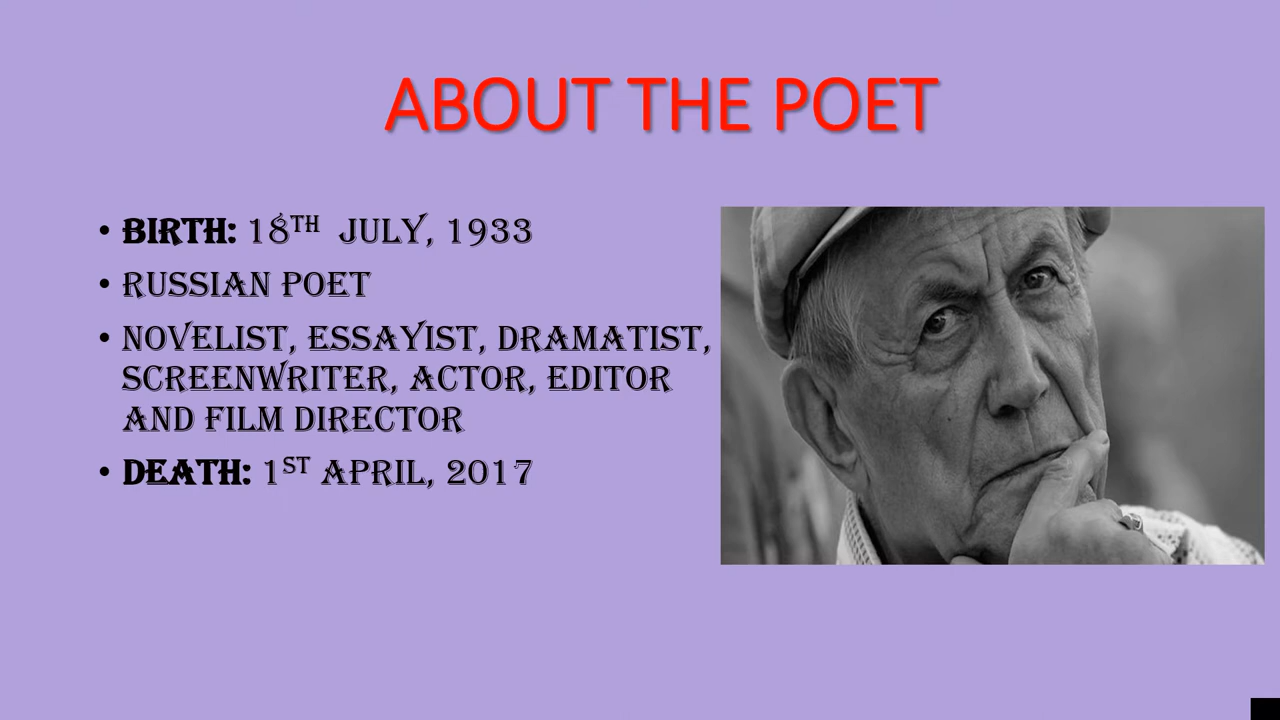 ABOUT THE POET
• BIRTH: 18TH JULY, 1933
• RUSSIAN POET
• NOVELIST, ESSAYIST, DRAMATIST,
SCREENWRITER, ACTOR, EDITOR
AND FILM DIRECTOR
• DEATH: 1ST APRIL, 2017